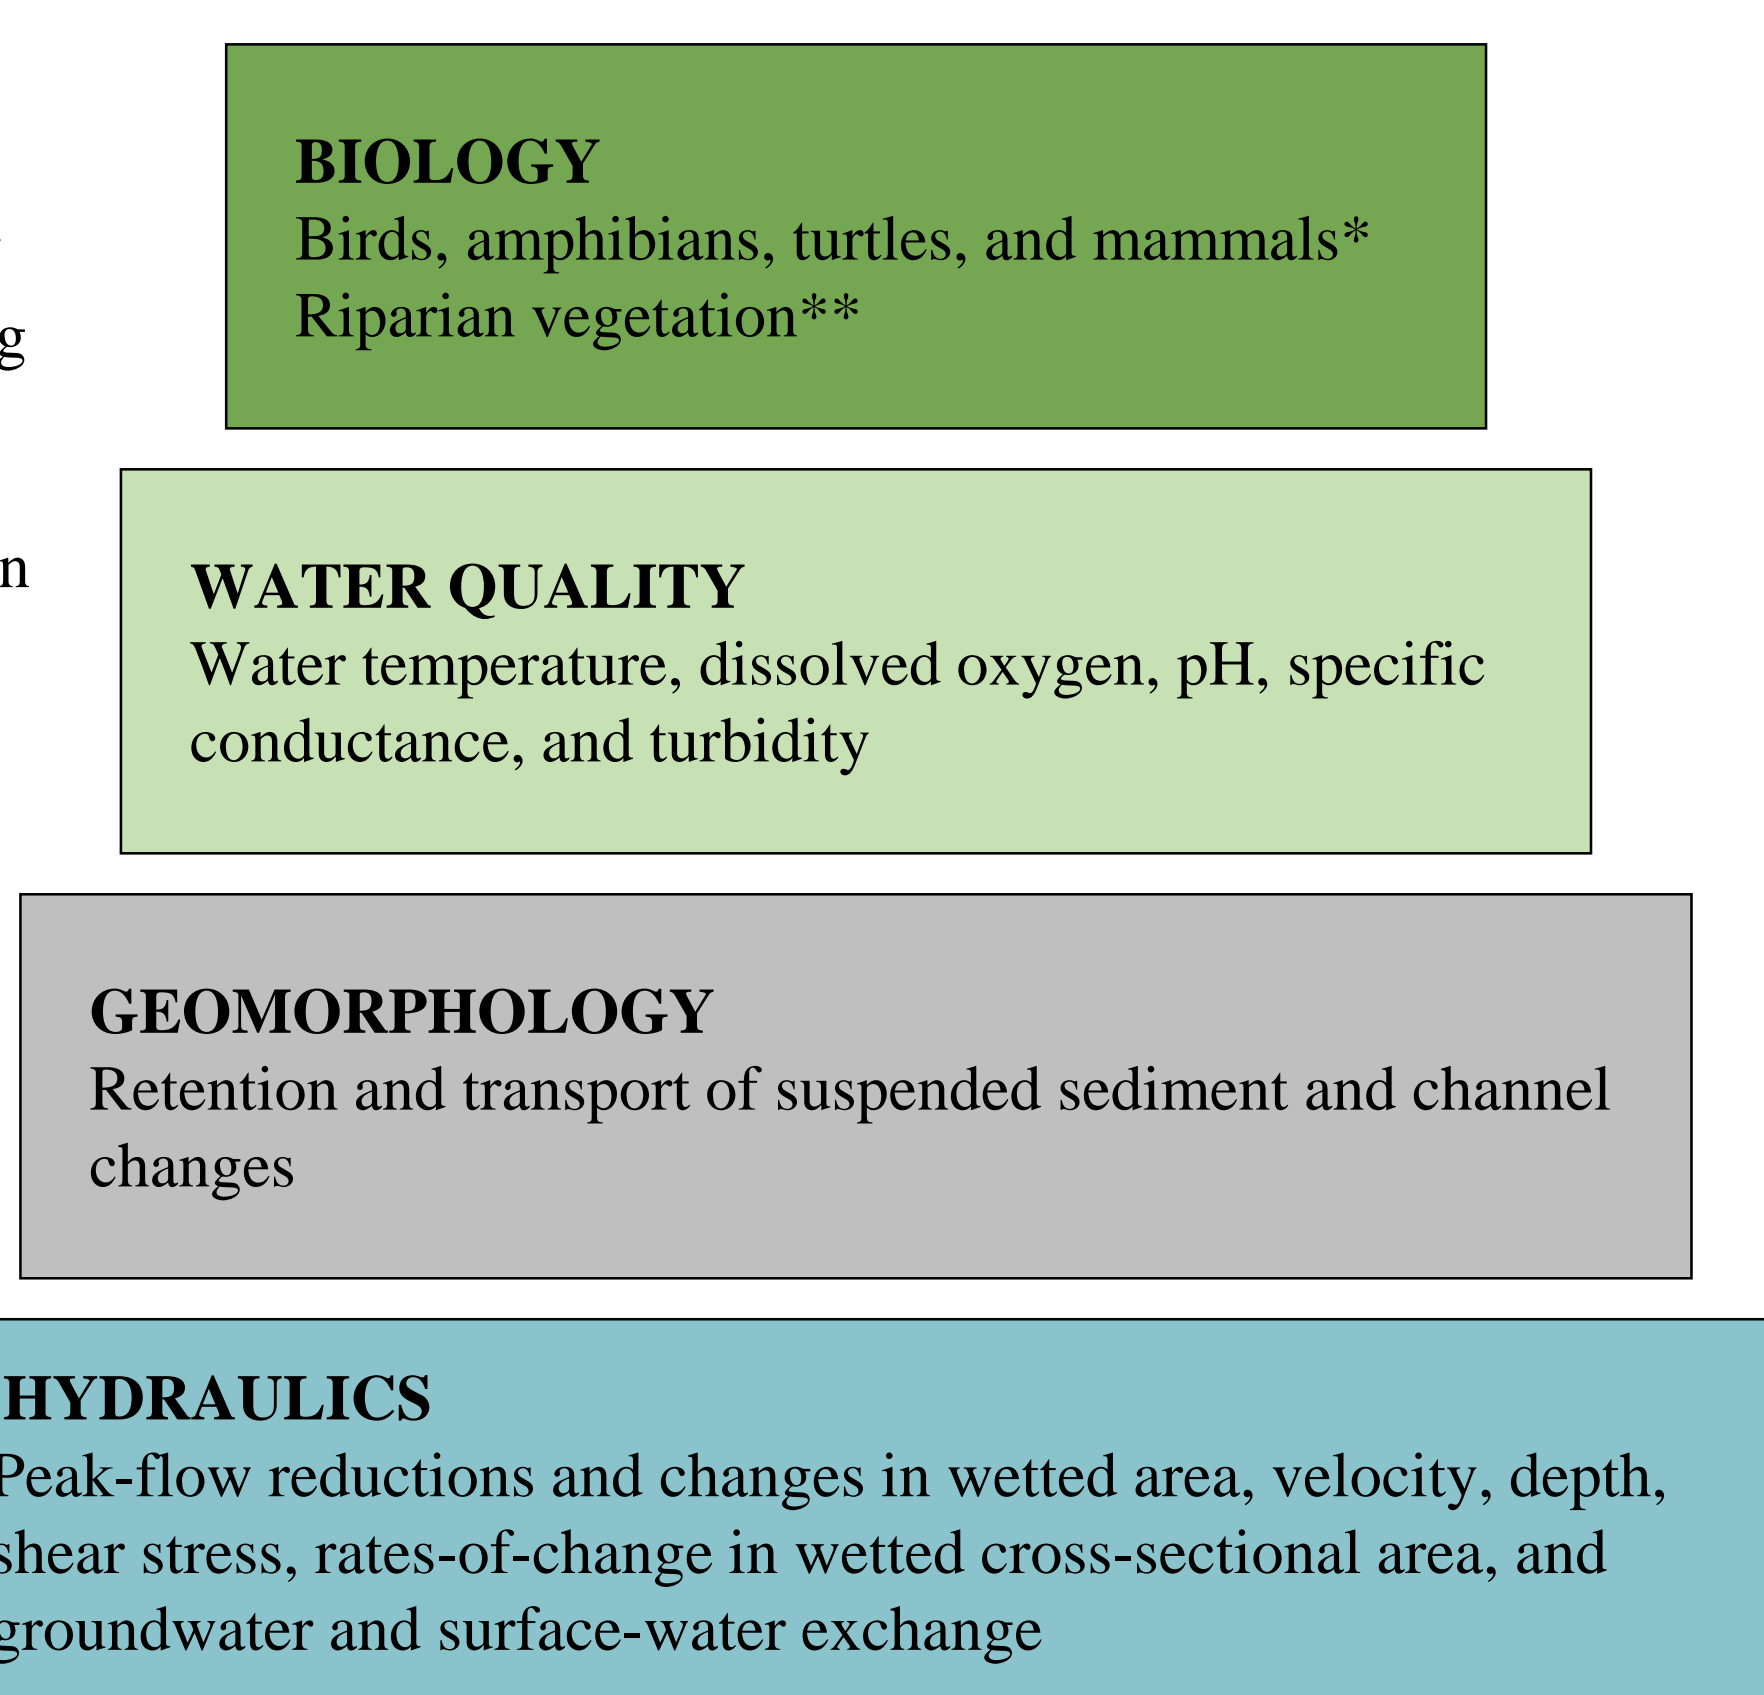 BIOLOGY
Birds, amphibians, turtles, and mammals*
Riparian vegetation**
WATER QUALITY
Water temperature, dissolved oxygen, pH, specific
conductance, and turbidity
GEOMORPHOLOGY
Retention and transport of suspended sediment and channel
changes
HYDRAULICS
Peak-flow reductions and changes in wetted area, velocity, depth,
shear stress, rates-of-change in wetted cross-sectional area, and
groundwater and surface-water exchange